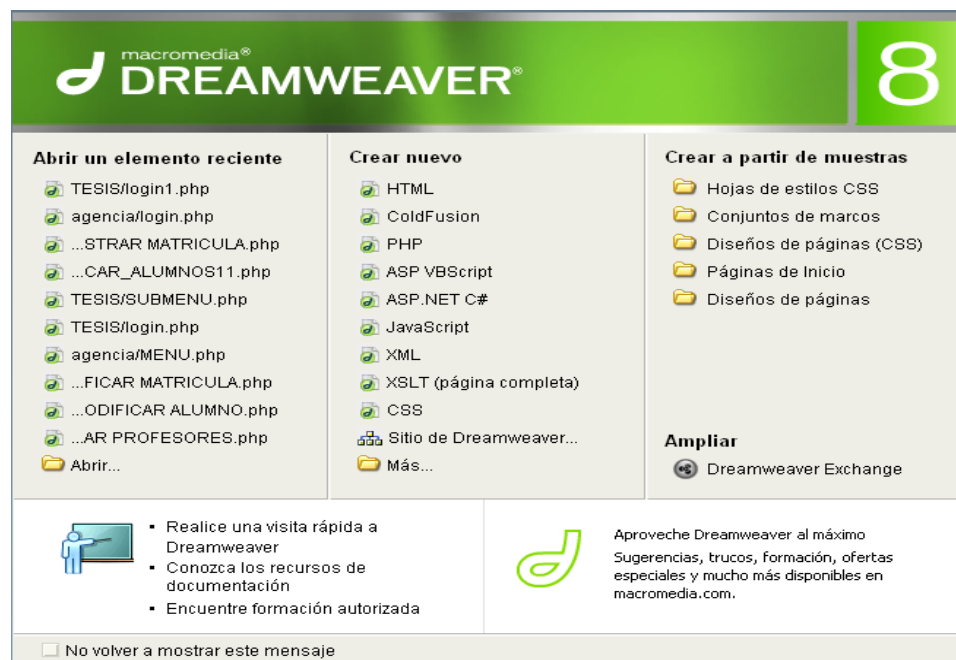 macromedia®
DREAMWEAVER®
8
Abrir un elemento reciente
TESIS/login1.php
agencia/login.php
...STRAR MATRICULA.php
...CAR_ALUMNOS11.php
TESIS/SUBMENU.php
TESIS/login.php
agencia/MENU.php
...FICAR MATRICULA.php
...ODIFICAR ALUMNO.php
...AR PROFESORES.php
Abrir...
Crear nuevo
HTML
ColdFusion
PHP
ASP VBScript
ASP.NET C#
JavaScript
XML
XSLT (página completa)
CSS
Sitio de Dreamweaver...
Más...
Crear a partir de muestras
Hojas de estilos CSS
Conjuntos de marcos
Diseños de páginas (CSS)
Páginas de Inicio
Diseños de páginas
Ampliar
Dreamweaver Exchange
▪ Realice una visita rápida a
Dreamweaver
▪ Conozca los recursos de
documentación
▪ Encuentre formación autorizada
Aproveche Dreamweaver al máximo
Sugerencias, trucos, formación, ofertas
especiales y mucho más disponibles en
macromedia.com.
No volver a mostrar este mensaje